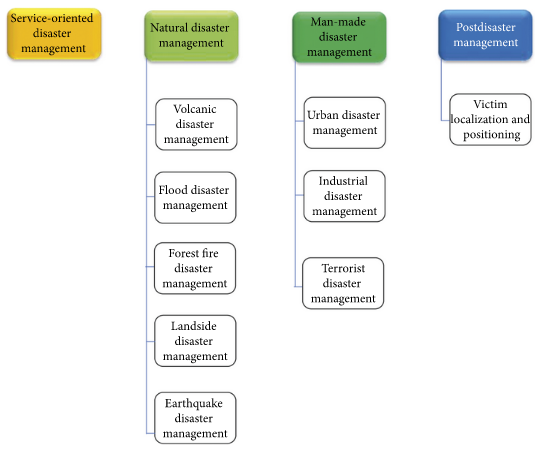 Service-oriented
disaster
management
Natural disaster
management
Volcanic
disaster
management
Flood disaster
management
Forest fire
disaster
management
Landside
disaster
management
Earthquake
disaster
management
Man-made
disaster
management
Urban disaster
management
Industrial
disaster
management
Terrorist
disaster
management
Postdisaster
management
Victim
localization and
positioning